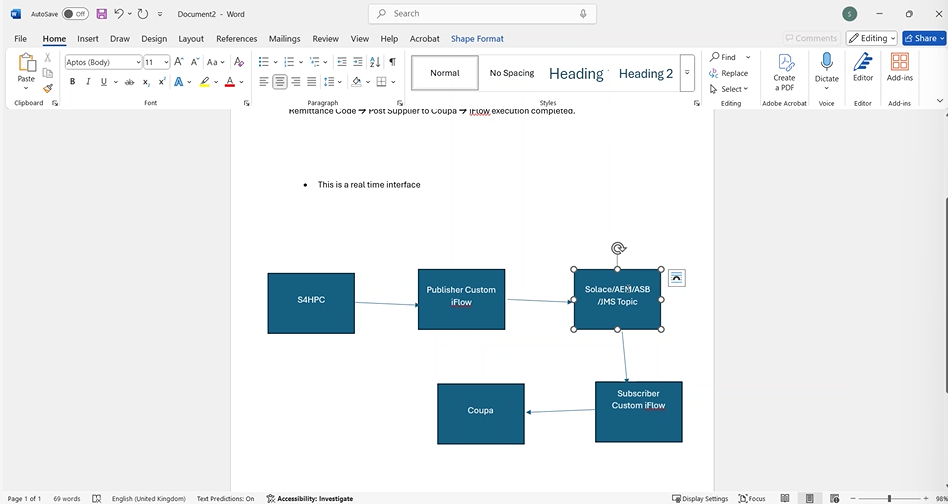 AutoSave Off Document2 - Word Search S
File Home Insert Draw Design Layout References Mailings Review View Help Acrobat Shape Format Comments Editing Share
Paste Aptos (Body) 11 Normal No Spacing Heading Heading 2 Find Replace Select Create a PDF Dictate Editor Add-ins
Clipboard Font Paragraph Styles Editing Adobe Acrobat Voice Editor Add-ins
Remittance Code → Post Supplier to Coupa → iFlow execution completed.
• This is a real time interface
S4HPC
Publisher Custom
iFlow
Solace/AEM/ASB
/JMS Topic
Subscriber
Custom iFlow
Coupa
Page 1 of 1 69 words English (United Kingdom) Text Predictions: On Accessibility: Investigate Display Settings Focus 98%